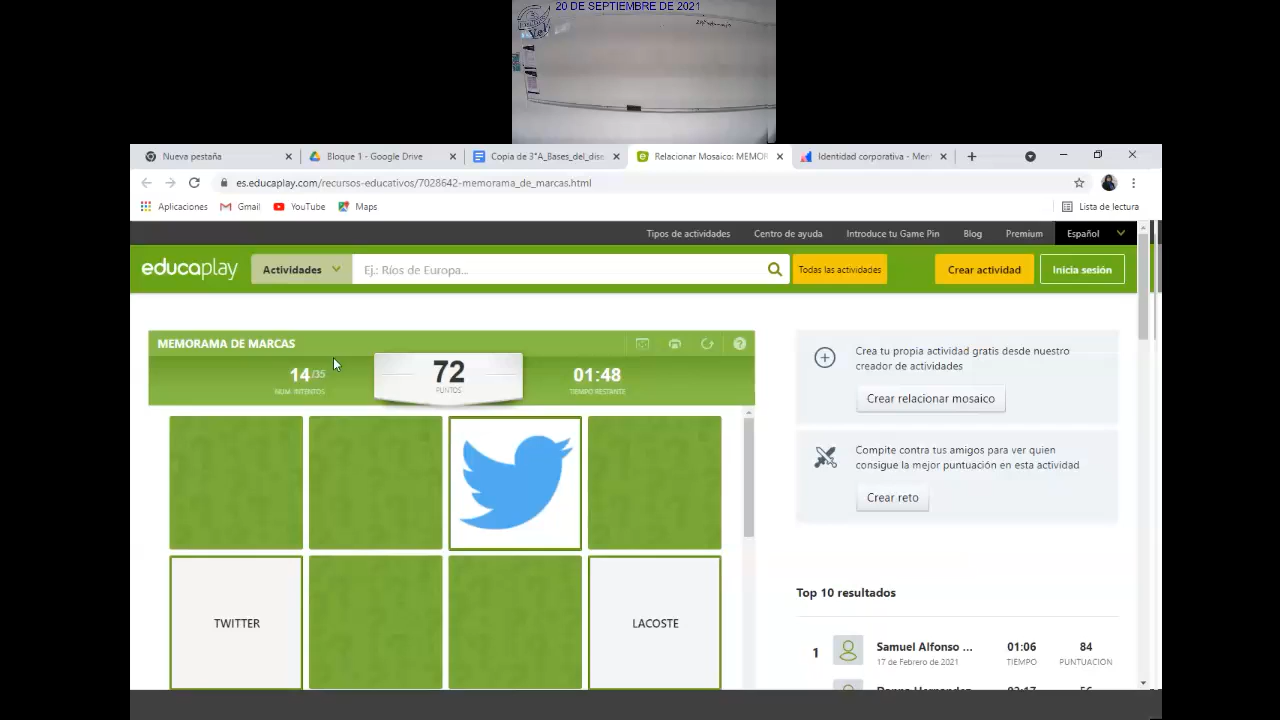 20 DE SEPTIEMBRE DE 2021
Nueva pestaña
Bloque 1 - Google Drive
Copia de 3°A_Bases_del_dise
Relacionar Mosaico: MEMOR
Identidad corporativa - Mem
es.educaplay.com/recursos-educativos/7028642-memorama_de_marcas.html
Aplicaciones
Gmail
YouTube
Maps
Lista de lectura
Tipos de actividades
Centro de ayuda
Introduce tu Game Pin
Blog
Premium
Español
educaplay
Actividades
Ej.: Ríos de Europa...
Todas las actividades
Crear actividad
Inicia sesión
MEMORAMA DE MARCAS
14/35
NUM. INTENTOS
72
PUNTOS
01:48
TIEMPO RESTANTE
Crea tu propia actividad gratis desde nuestro
creador de actividades
Crear relacionar mosaico
Compite contra tus amigos para ver quien
consigue la mejor puntuación en esta actividad
Crear reto
TWITTER
LACOSTE
Top 10 resultados
1
Samuel Alfonso ...
17 de Febrero de 2021
01:06
TIEMPO
84
PUNTUACIÓN